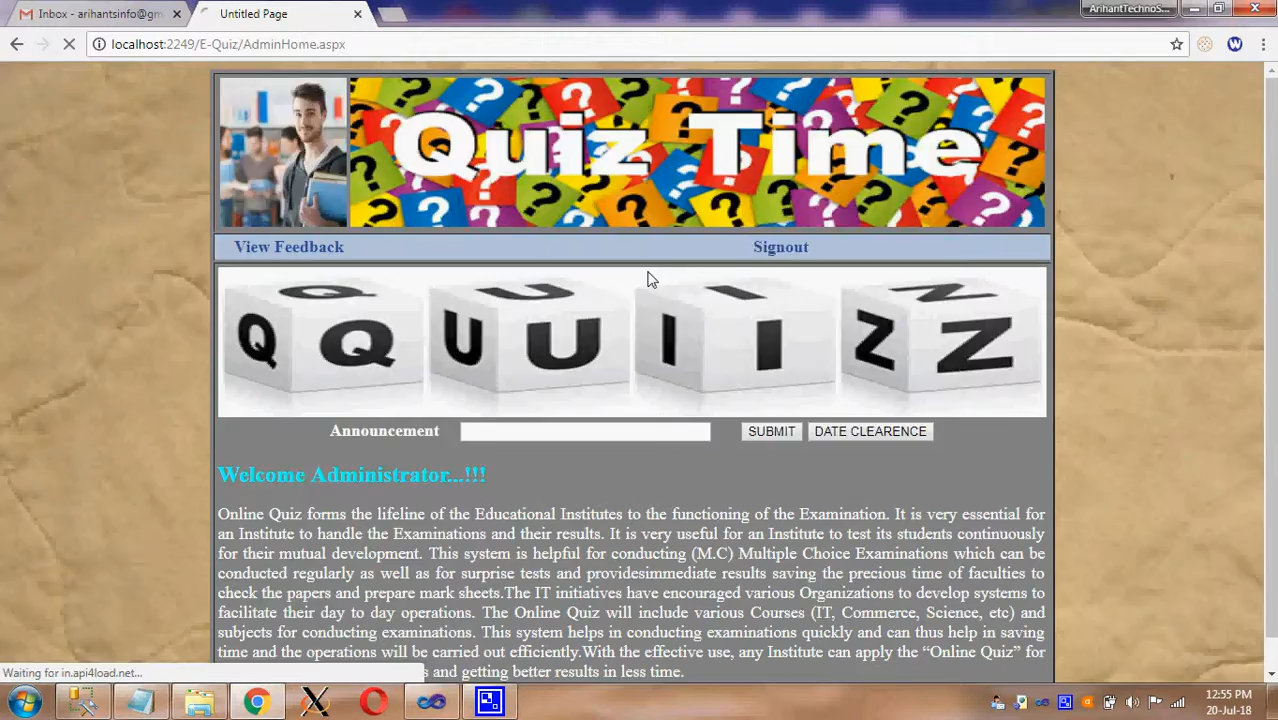 Inbox - arihantsinfo@gm
Untitled Page
ArihantTechnoS...
localhost:2249/E-Quiz/AdminHome.aspx
Quiz Time
View Feedback
Signout
Q Q U U I I Z Z
Announcement
SUBMIT
DATE CLEARENCE
Welcome Administrator...!!!
Online Quiz forms the lifeline of the Educational Institutes to the functioning of the Examination. It is very essential for
an Institute to handle the Examinations and their results. It is very useful for an Institute to test its students continuously
for their mutual development. This system is helpful for conducting (M.C) Multiple Choice Examinations which can be
conducted regularly as well as for surprise tests and providesimmediate results saving the precious time of faculties to
check the papers and prepare mark sheets.The IT initiatives have encouraged various Organizations to develop systems to
facilitate their day to day operations. The Online Quiz will include various Courses (IT, Commerce, Science, etc) and
subjects for conducting examinations. This system helps in conducting examinations quickly and can thus help in saving
time and the operations will be carried out efficiently.With the effective use, any Institute can apply the “Online Quiz” for
s and getting better results in less time.
Waiting for in.api4load.net...
12:55 PM
20-Jul-18